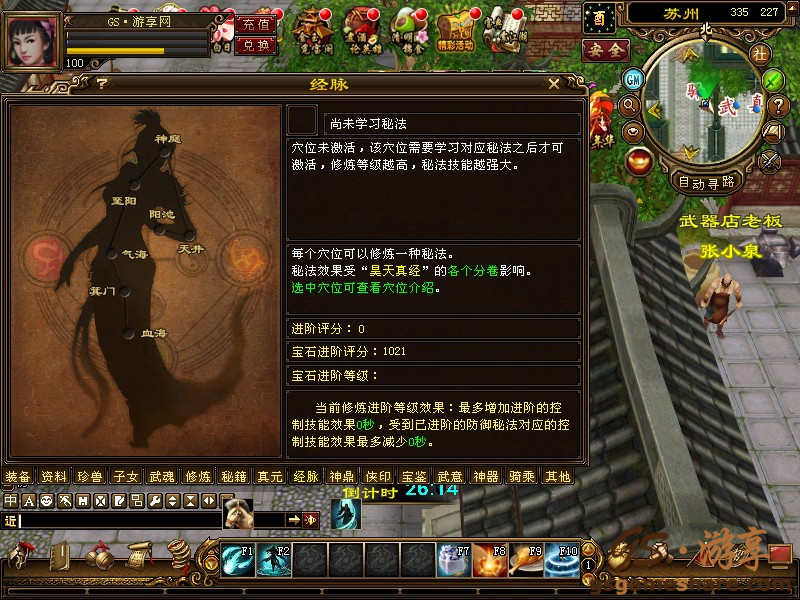 GS·游享网
100
充值
兑换
安全
酉
苏州 335 227
北
社
GM
?
自动寻路
武器店老板
张小泉
?
经脉
神庭
至阳
阳池
天井
气海
箕门
血海
尚未学习秘法
穴位未激活，该穴位需要学习对应秘法之后才可
激活，修炼等级越高，秘法技能越强大。
每个穴位可以修炼一种秘法。
秘法效果受“昊天真经”的各个分卷影响。
选中穴位可查看穴位介绍。
进阶评分：0
宝石进阶评分：1021
宝石进阶等级：
当前修炼进阶等级效果：最多增加进阶的控
制技能效果0秒，受到已进阶的防御秘法对应的控
制技能效果最多减少0秒。
装备 资料 珍兽 子女 武魂 修炼 秘籍 真元 经脉 神鼎 侠印 宝鉴 武意 神器 骑乘 其他
倒计时 26:14
中 A
近
F1 F2 F7 F8 F9 F10
1
GS·游享